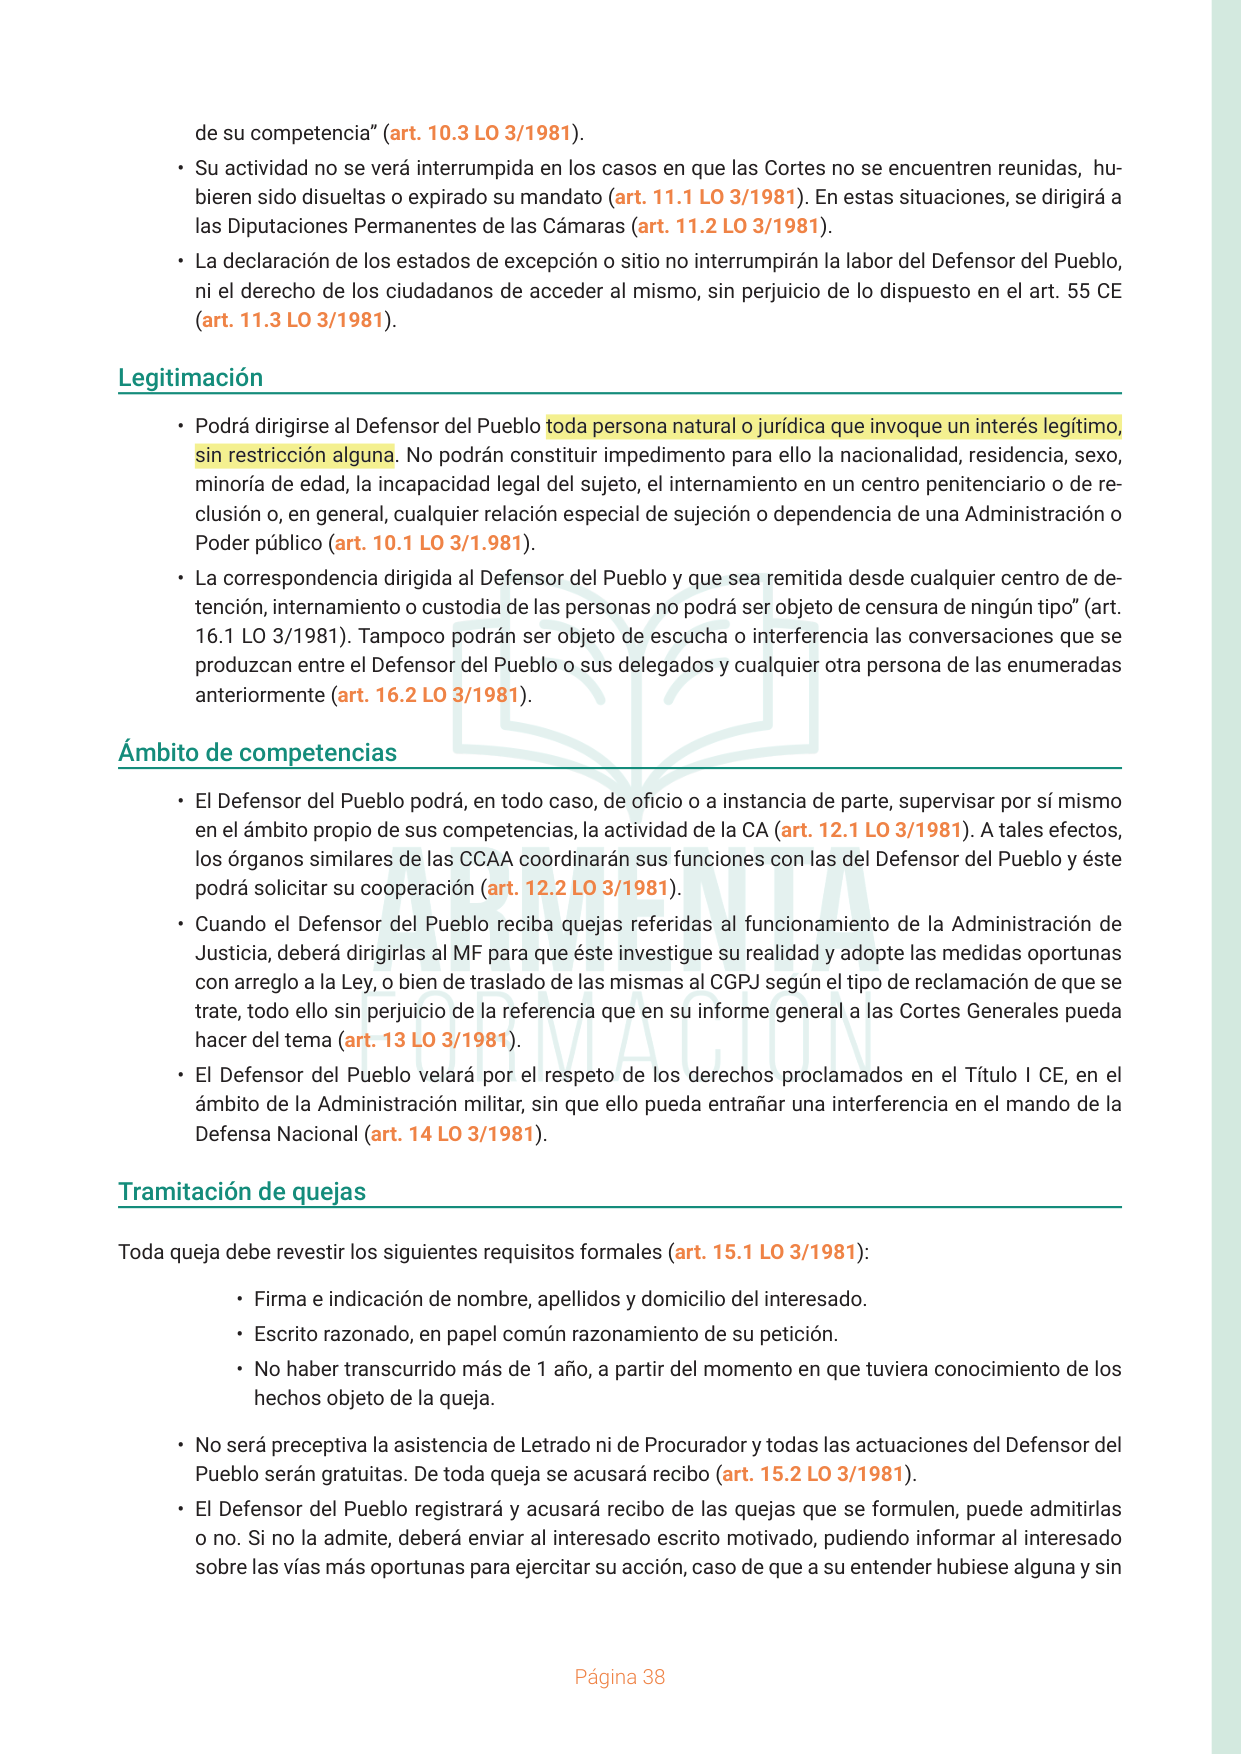 de su competencia” (art. 10.3 LO 3/1981).
• Su actividad no se verá interrumpida en los casos en que las Cortes no se encuentren reunidas, hu-
bieren sido disueltas o expirado su mandato (art. 11.1 LO 3/1981). En estas situaciones, se dirigirá a
las Diputaciones Permanentes de las Cámaras (art. 11.2 LO 3/1981).
• La declaración de los estados de excepción o sitio no interrumpirán la labor del Defensor del Pueblo,
ni el derecho de los ciudadanos de acceder al mismo, sin perjuicio de lo dispuesto en el art. 55 CE
(art. 11.3 LO 3/1981).
Legitimación
• Podrá dirigirse al Defensor del Pueblo toda persona natural o jurídica que invoque un interés legítimo,
sin restricción alguna. No podrán constituir impedimento para ello la nacionalidad, residencia, sexo,
minoría de edad, la incapacidad legal del sujeto, el internamiento en un centro penitenciario o de re-
clusión o, en general, cualquier relación especial de sujeción o dependencia de una Administración o
Poder público (art. 10.1 LO 3/1.981).
• La correspondencia dirigida al Defensor del Pueblo y que sea remitida desde cualquier centro de de-
tención, internamiento o custodia de las personas no podrá ser objeto de censura de ningún tipo” (art.
16.1 LO 3/1981). Tampoco podrán ser objeto de escucha o interferencia las conversaciones que se
produzcan entre el Defensor del Pueblo o sus delegados y cualquier otra persona de las enumeradas
anteriormente (art. 16.2 LO 3/1981).
Ámbito de competencias
• El Defensor del Pueblo podrá, en todo caso, de oficio o a instancia de parte, supervisar por sí mismo
en el ámbito propio de sus competencias, la actividad de la CA (art. 12.1 LO 3/1981). A tales efectos,
los órganos similares de las CCAA coordinarán sus funciones con las del Defensor del Pueblo y éste
podrá solicitar su cooperación (art. 12.2 LO 3/1981).
• Cuando el Defensor del Pueblo reciba quejas referidas al funcionamiento de la Administración de
Justicia, deberá dirigirlas al MF para que éste investigue su realidad y adopte las medidas oportunas
con arreglo a la Ley, o bien de traslado de las mismas al CGPJ según el tipo de reclamación de que se
trate, todo ello sin perjuicio de la referencia que en su informe general a las Cortes Generales pueda
hacer del tema (art. 13 LO 3/1981).
• El Defensor del Pueblo velará por el respeto de los derechos proclamados en el Título I CE, en el
ámbito de la Administración militar, sin que ello pueda entrañar una interferencia en el mando de la
Defensa Nacional (art. 14 LO 3/1981).
ARMENTA
FORMACIÓN
Tramitación de quejas
Toda queja debe revestir los siguientes requisitos formales (art. 15.1 LO 3/1981):
• Firma e indicación de nombre, apellidos y domicilio del interesado.
• Escrito razonado, en papel común razonamiento de su petición.
• No haber transcurrido más de 1 año, a partir del momento en que tuviera conocimiento de los
hechos objeto de la queja.
• No será preceptiva la asistencia de Letrado ni de Procurador y todas las actuaciones del Defensor del
Pueblo serán gratuitas. De toda queja se acusará recibo (art. 15.2 LO 3/1981).
• El Defensor del Pueblo registrará y acusará recibo de las quejas que se formulen, puede admitirlas
o no. Si no la admite, deberá enviar al interesado escrito motivado, pudiendo informar al interesado
sobre las vías más oportunas para ejercitar su acción, caso de que a su entender hubiese alguna y sin
Página 38